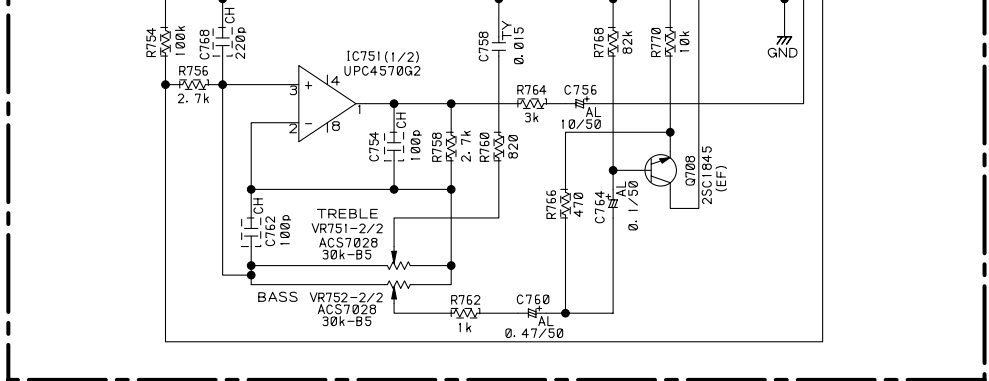 R754
100k
C768
220p
CH
R756
2.7k
IC751(1/2)
UPC4570G2
3
+
4
2
−
8
1
C754
100p
CH
R758
2.7k
C758
0.015
TY
R760
820
R764
3k
C756
+
AL
10/50
R768
82k
R770
10k
GND
Q708
2SC1845
(EF)
R766
470
C764
+
AL
0.1/50
C762
100p
CH
TREBLE
VR751-2/2
ACS7028
30k-B5
BASS
VR752-2/2
ACS7028
30k-B5
R762
1k
C760
+
AL
0.47/50